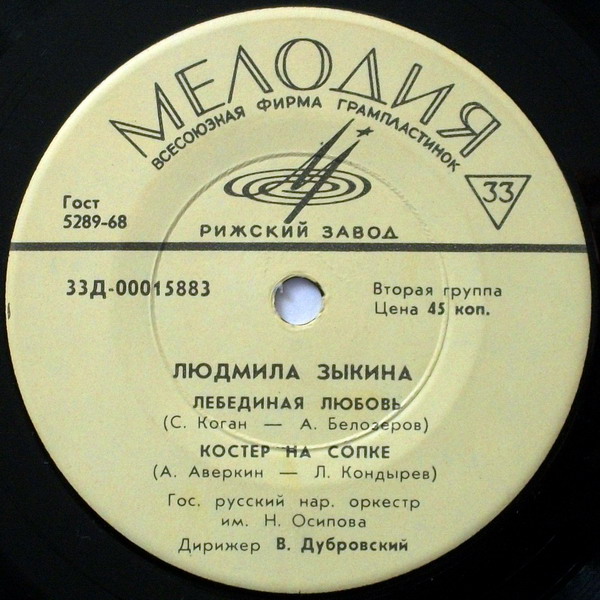 МЕЛОДИЯ
ВСЕСОЮЗНАЯ ФИРМА ГРАМПЛАСТИНОК
Гост
5289-68
33
РИЖСКИЙ ЗАВОД
33Д-00015883
Вторая группа
Цена 45 коп.
ЛЮДМИЛА ЗЫКИНА
ЛЕБЕДИНАЯ ЛЮБОВЬ
(С. Коган — А. Белозеров)
КОСТЕР НА СОПКЕ
(А. Аверкин — Л. Кондырев)
Гос. русский нар. оркестр
им. Н. Осипова
Дирижер В. Дубровский